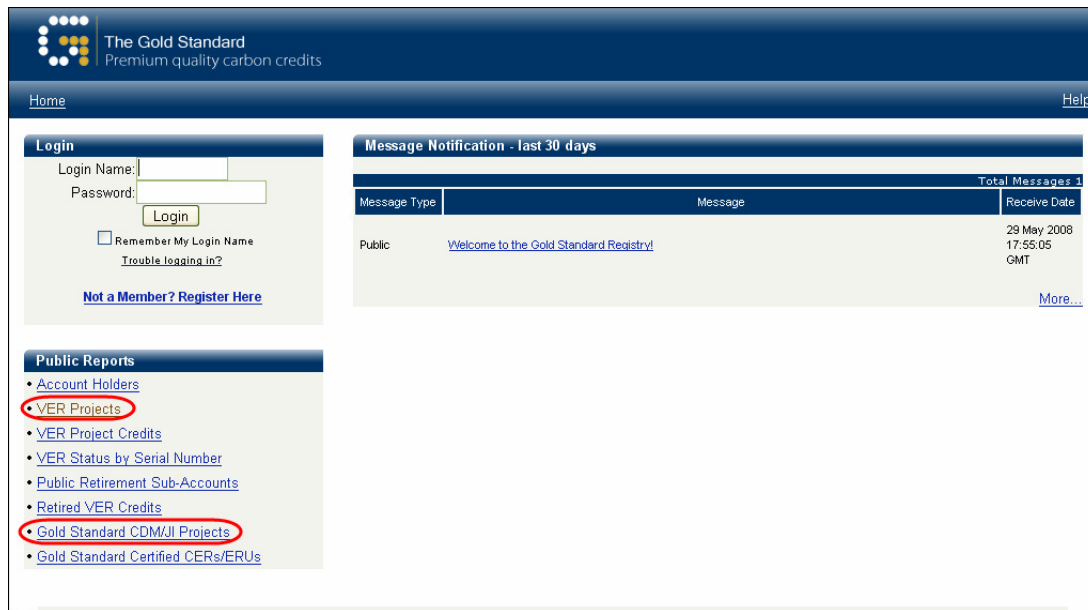 The Gold Standard
Premium quality carbon credits
Home
Help
Login
Login Name:
Password:
Login
Remember My Login Name
Trouble logging in?
Not a Member? Register Here
Message Notification - last 30 days
Total Messages 1
Message Type Message Receive Date
Public Welcome to the Gold Standard Registry! 29 May 2008
17:55:05
GMT
More...
Public Reports
• Account Holders
• VER Projects
• VER Project Credits
• VER Status by Serial Number
• Public Retirement Sub-Accounts
• Retired VER Credits
• Gold Standard CDM/JI Projects
• Gold Standard Certified CERs/ERUs